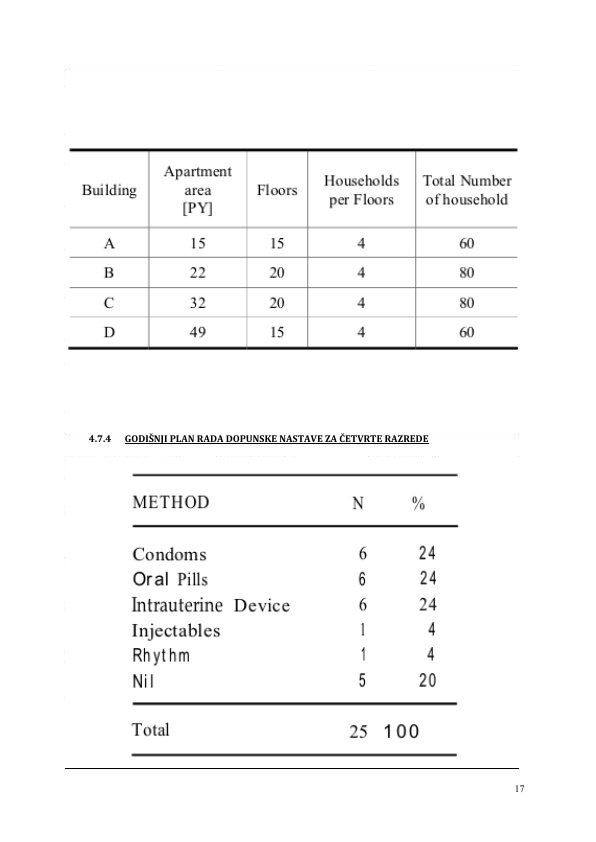 Building Apartment area [PY] Floors Households per Floors Total Number of household
A 15 15 4 60
B 22 20 4 80
C 32 20 4 80
D 49 15 4 60
4.7.4 GODIŠNJI PLAN RADA DOPUNSKE NASTAVE ZA ČETVRTE RAZREDE
METHOD N %
Condoms 6 24
Oral Pills 6 24
Intrauterine Device 6 24
Injectables 1 4
Rhythm 1 4
Nil 5 20
Total 25 100
17